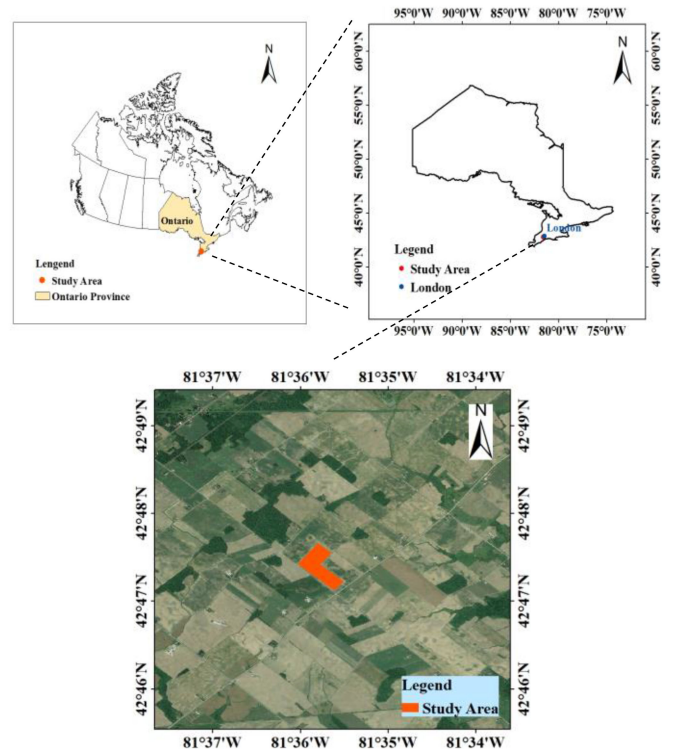 N
Ontario
Lengend
Study Area
Ontario Province
95°0'W 90°0'W 85°0'W 80°0'W 75°0'W
60°0'N
55°0'N
50°0'N
45°0'N
40°0'N
N
London
Legend
Study Area
London
60°0'N
55°0'N
50°0'N
45°0'N
40°0'N
95°0'W 90°0'W 85°0'W 80°0'W 75°0'W
81°37'W 81°36'W 81°35'W 81°34'W
42°49'N
42°48'N
42°47'N
42°46'N
N
Legend
Study Area
42°49'N
42°48'N
42°47'N
42°46'N
81°37'W 81°36'W 81°35'W 81°34'W